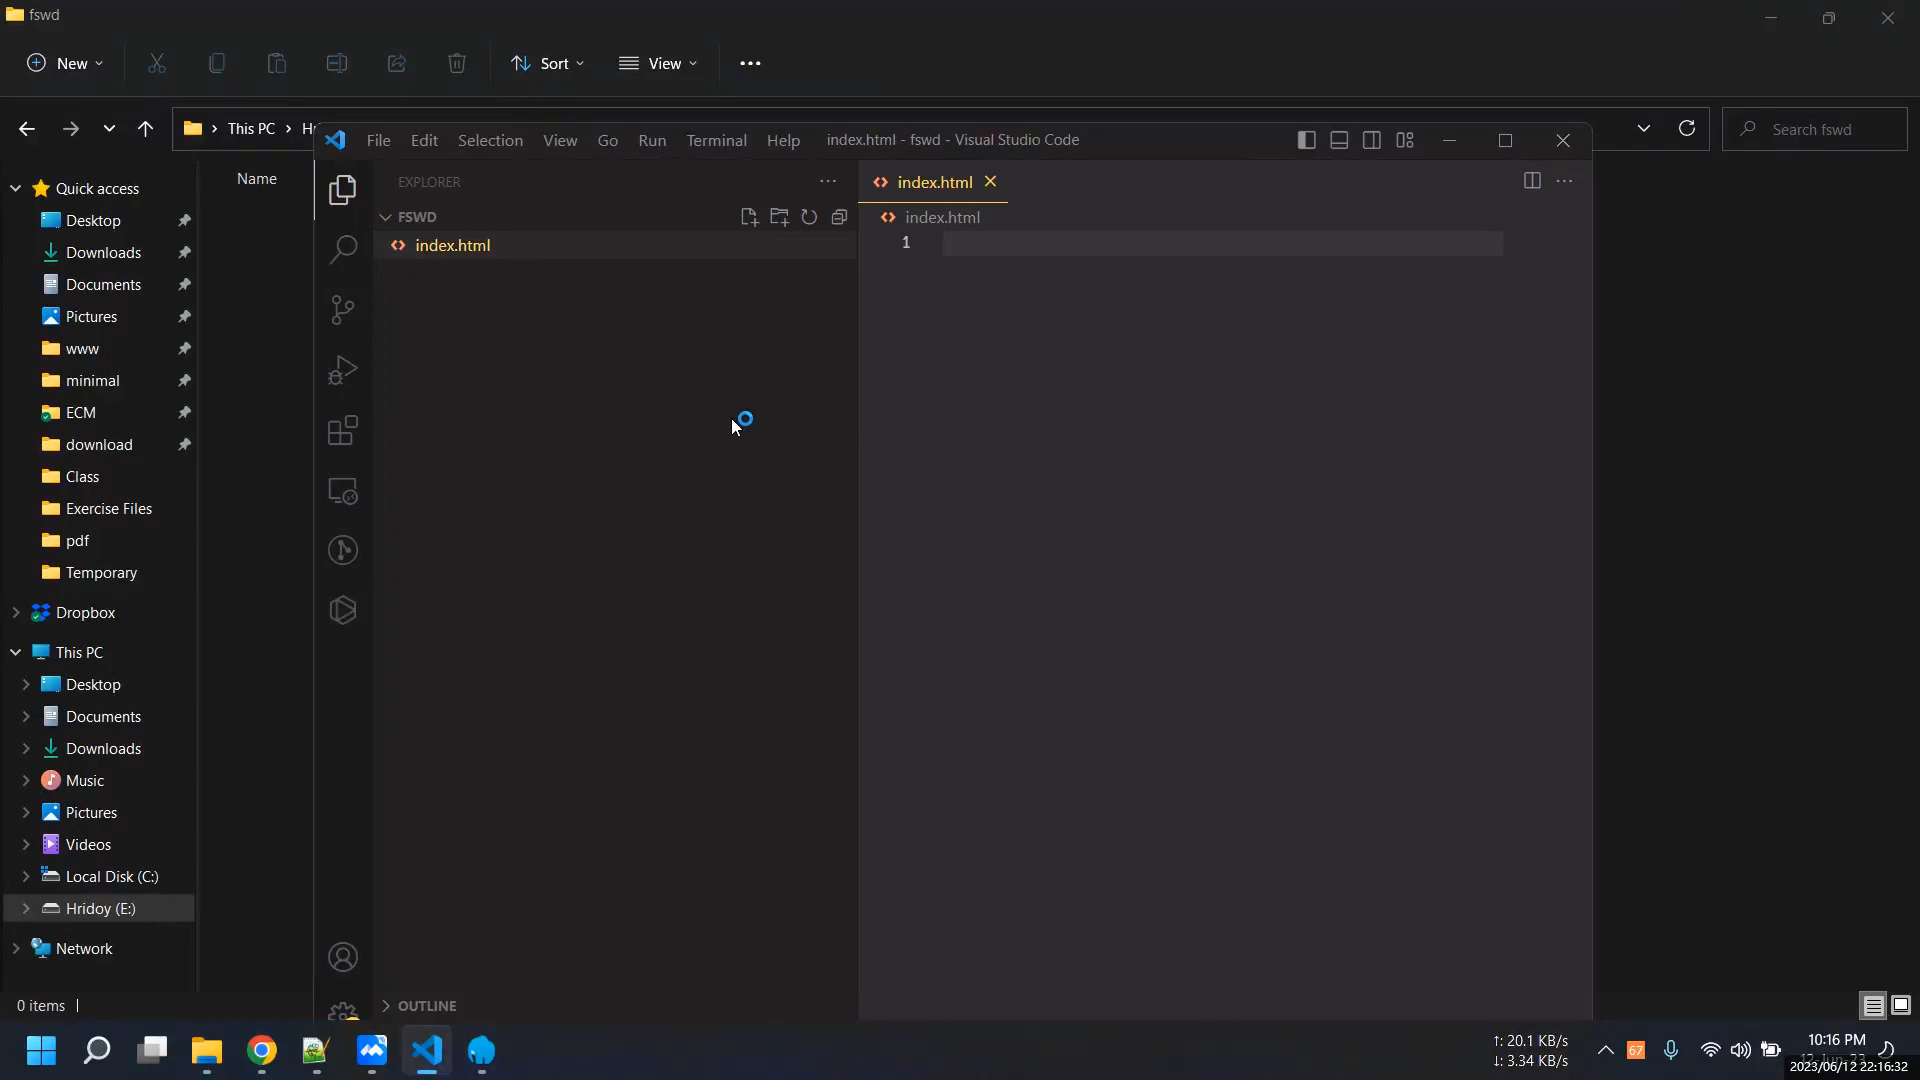 fswd
New
Sort
View
This PC
Search fswd
File Edit Selection View Go Run Terminal Help
index.html - fswd - Visual Studio Code
Quick access
Desktop
Downloads
Documents
Pictures
www
minimal
ECM
download
Class
Exercise Files
pdf
Temporary
Dropbox
This PC
Desktop
Documents
Downloads
Music
Pictures
Videos
Local Disk (C:)
Hridoy (E:)
Network
0 items
Name
EXPLORER
FSWD
index.html
OUTLINE
index.html
index.html
1
↑: 20.1 KB/s
↓: 3.34 KB/s
67
10:16 PM
2023/06/12 22:16:32